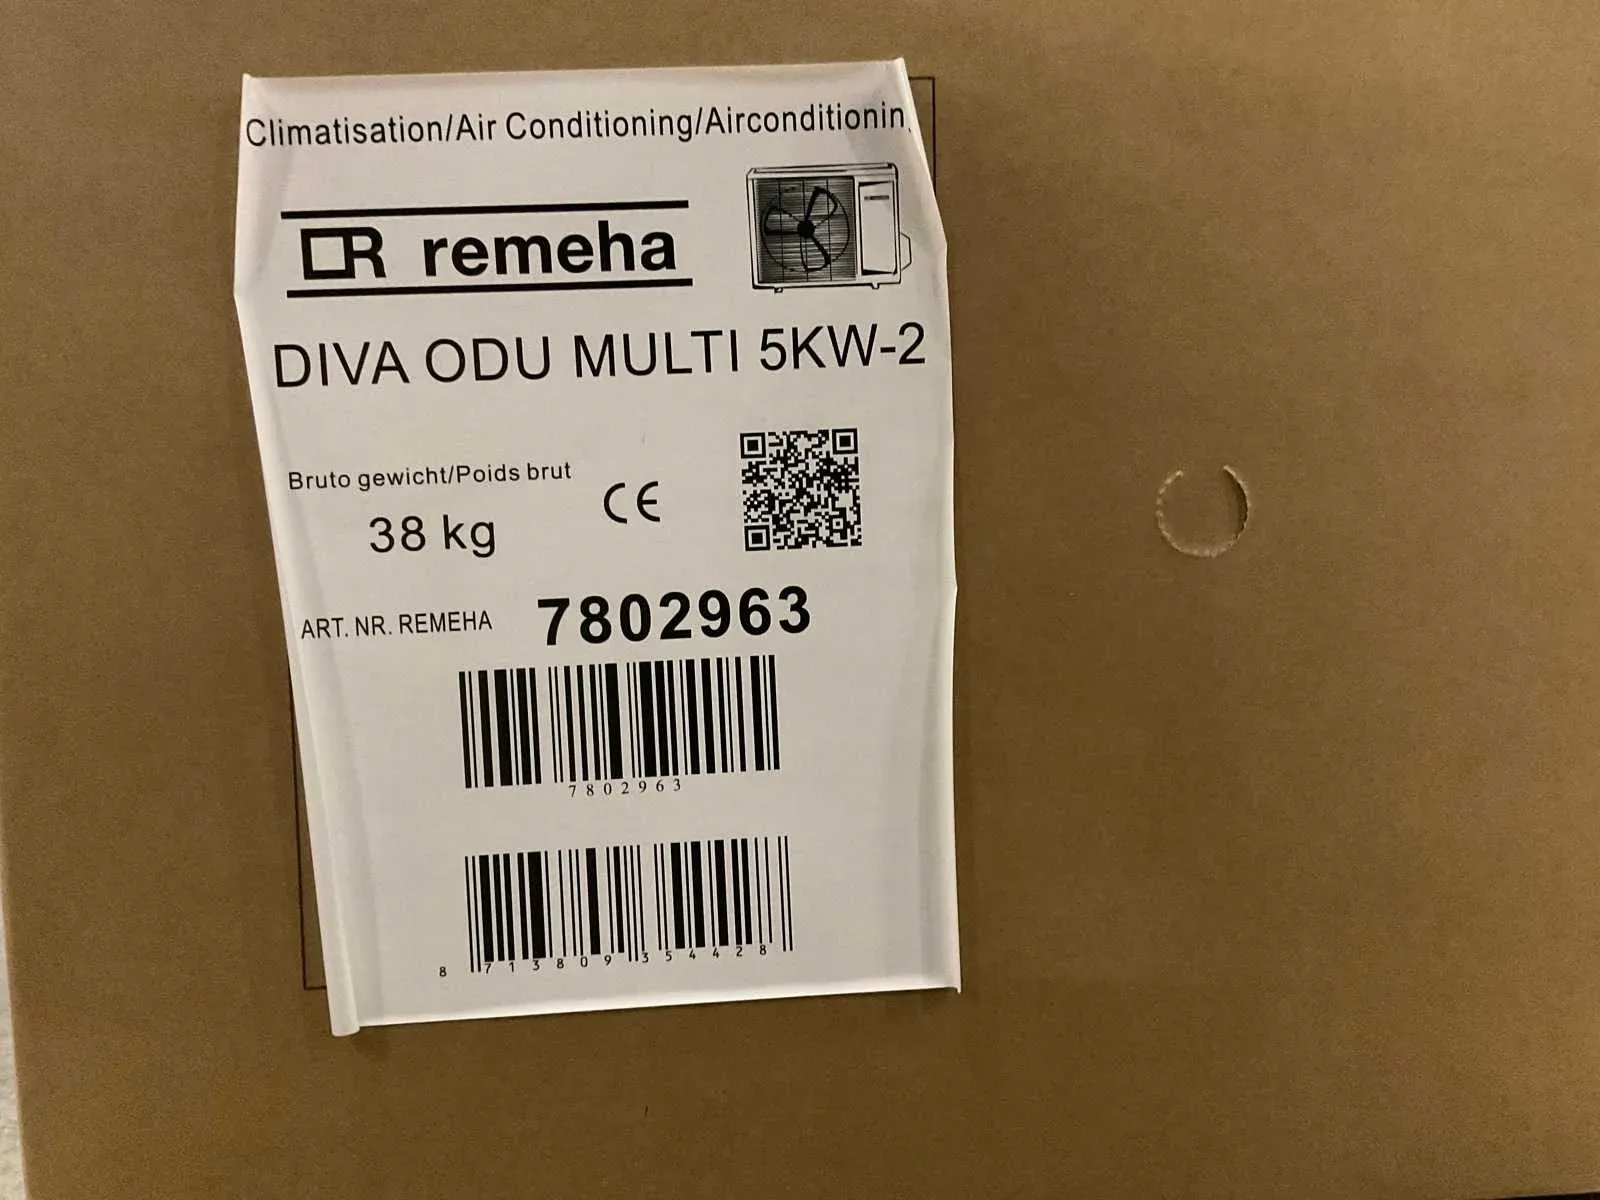 Climatisation/Air Conditioning/Airconditionin
remeha
DIVA ODU MULTI 5KW-2
Bruto gewicht/Poids brut
CE
38 kg
ART. NR. REMEHA 7802963
7802963
8 713809 354428